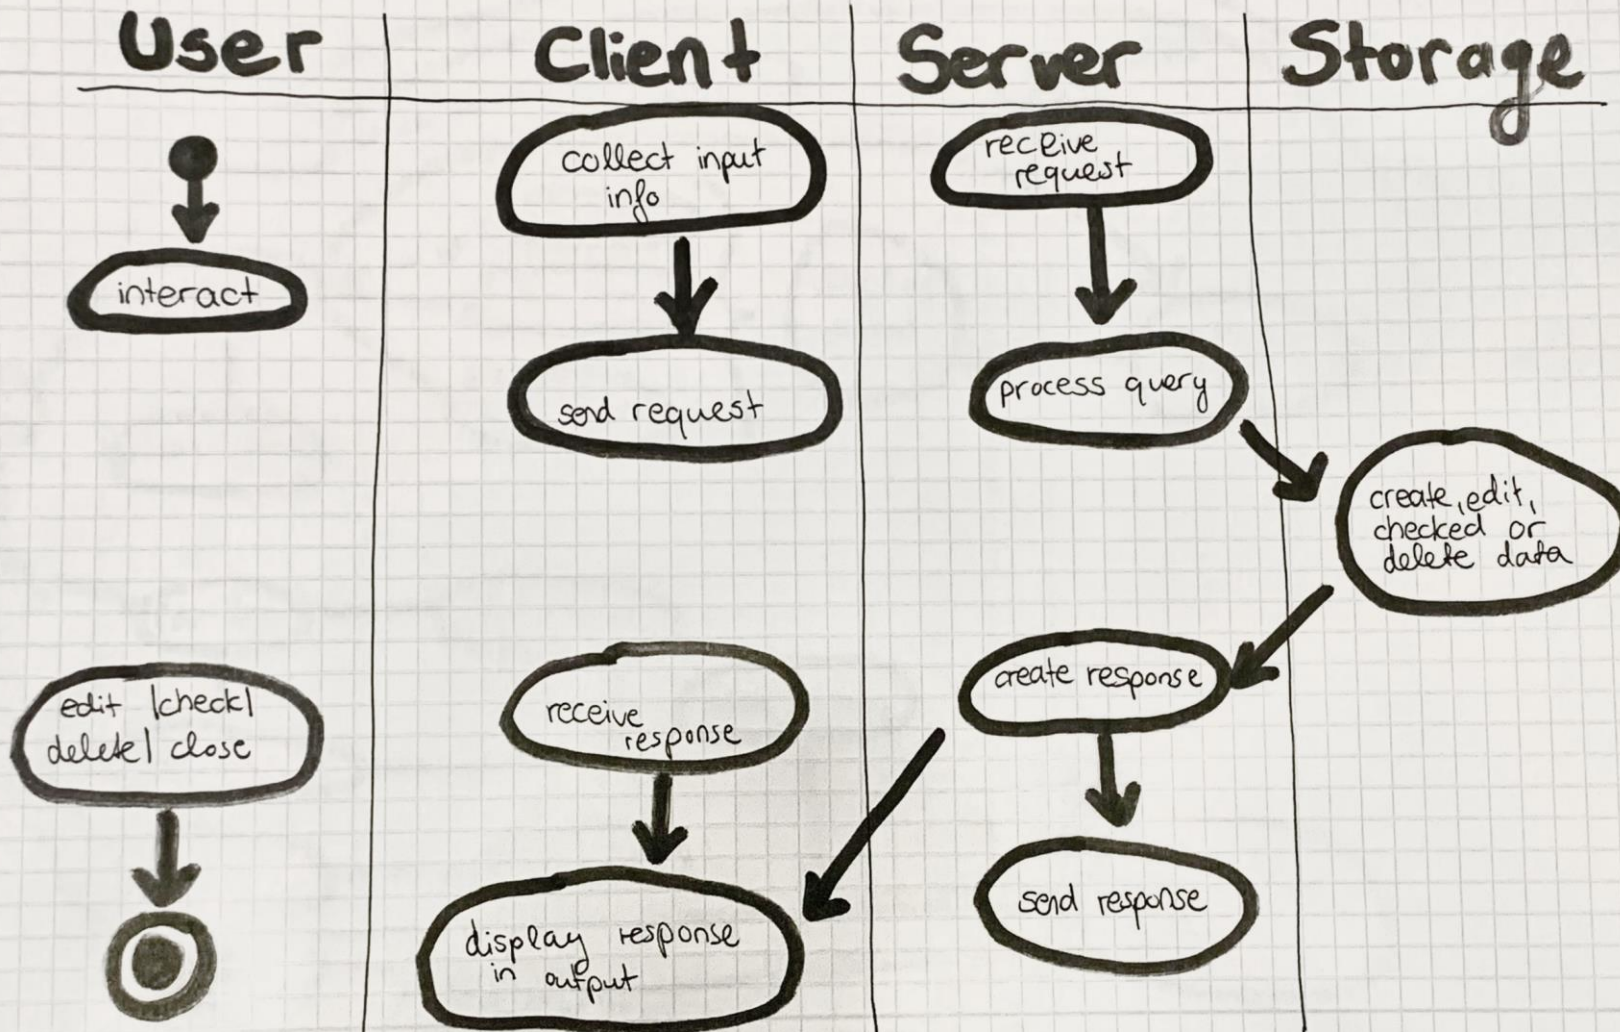 User
Client
Server
Storage
interact
edit |check|
delete| close
collect input
info
send request
receive
response
display response
in output
receive
request
process query
create response
send response
create, edit,
checked or
delete data